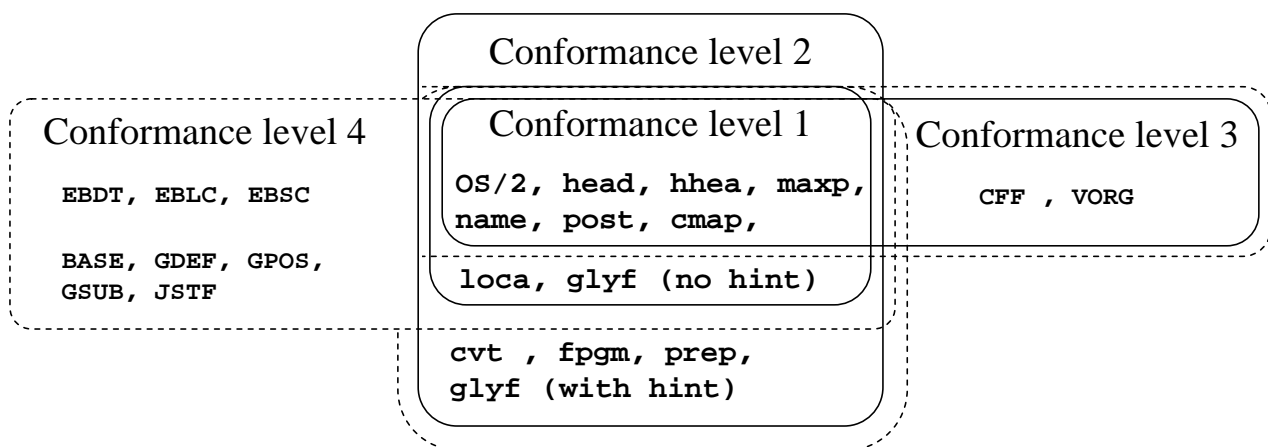 Conformance level 2
Conformance level 4
Conformance level 1
Conformance level 3
EBDT, EBLC, EBSC
OS/2, head, hhea, maxp,
name, post, cmap,
CFF , VORG
BASE, GDEF, GPOS,
GSUB, JSTF
loca, glyf (no hint)
cvt , fpgm, prep,
glyf (with hint)